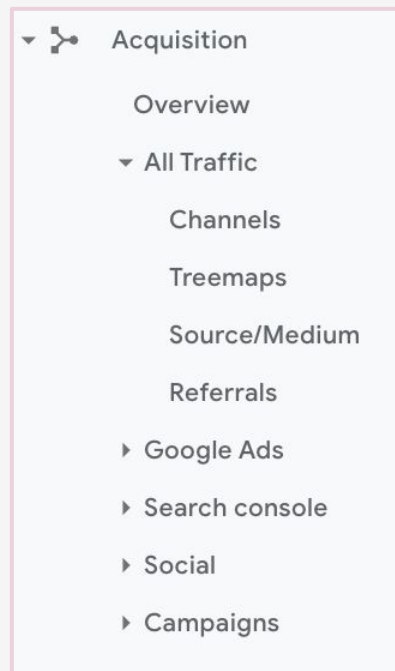 Acquisition
Overview
All Traffic
Channels
Treemaps
Source/Medium
Referrals
Google Ads
Search console
Social
Campaigns